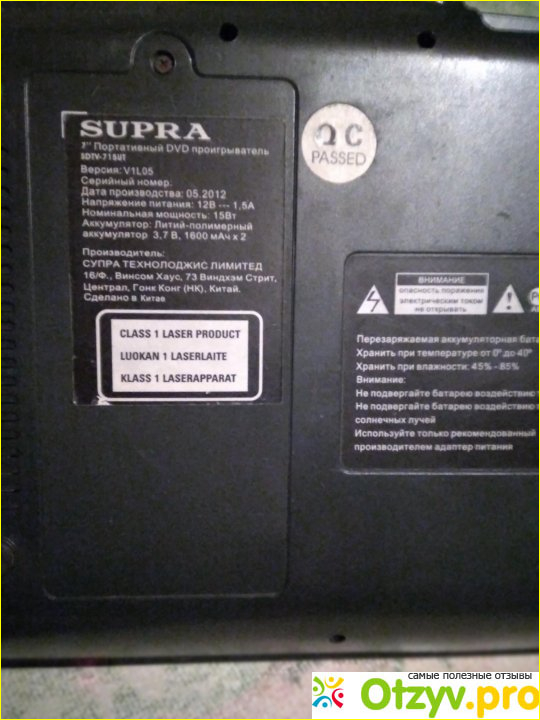 SUPRA
7" Портативный DVD проигрыватель
SDTV-715UT
Версия: V1L05
Серийный номер:
Дата производства: 05.2012
Напряжение питания: 12В --- 1,5А
Номинальная мощность: 15Вт
Аккумулятор: Литий-полимерный
аккумулятор 3,7 В, 1600 мАч x 2
Производитель:
СУПРА ТЕХНОЛОДЖИС ЛИМИТЕД
16/Ф., Винсом Хаус, 73 Виндхэм Стрит,
Централ, Гонк Конг (НК), Китай.
Сделано в Китае
CLASS 1 LASER PRODUCT
LUOKAN 1 LASERLAITE
KLASS 1 LASERAPPARAT
QC
PASSED
ВНИМАНИЕ
опасность поражения
электрическим током
не открывать
Перезаряжаемая аккумуляторная бата
Хранить при температуре от 0° до 40°
Хранить при влажности: 45% ~85%
Внимание:
Не подвергайте батарею воздействию
Не подвергайте батарею воздействию
солнечных лучей
Используйте только рекомендованный
производителем адаптер питания
самые полезные отзывы
Otzyv.pro